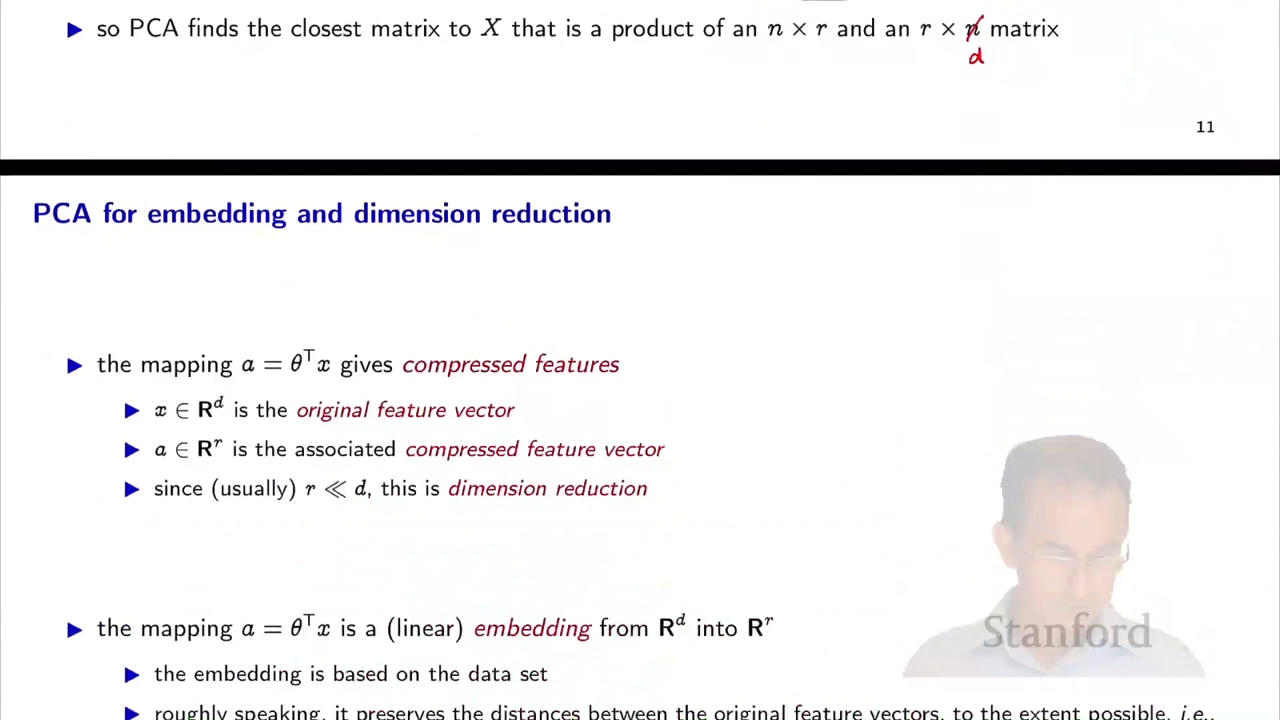 ▶ so PCA finds the closest matrix to X that is a product of an n × r and an r × n matrix
d
11
PCA for embedding and dimension reduction
▶ the mapping a = θᵀx gives compressed features
▶ x ∈ Rᵈ is the original feature vector
▶ a ∈ Rʳ is the associated compressed feature vector
▶ since (usually) r ≪ d, this is dimension reduction
▶ the mapping a = θᵀx is a (linear) embedding from Rᵈ into Rʳ
Stanford
▶ the embedding is based on the data set
▶ roughly speaking, it preserves the distances between the original feature vectors, to the extent possible, i.e.,